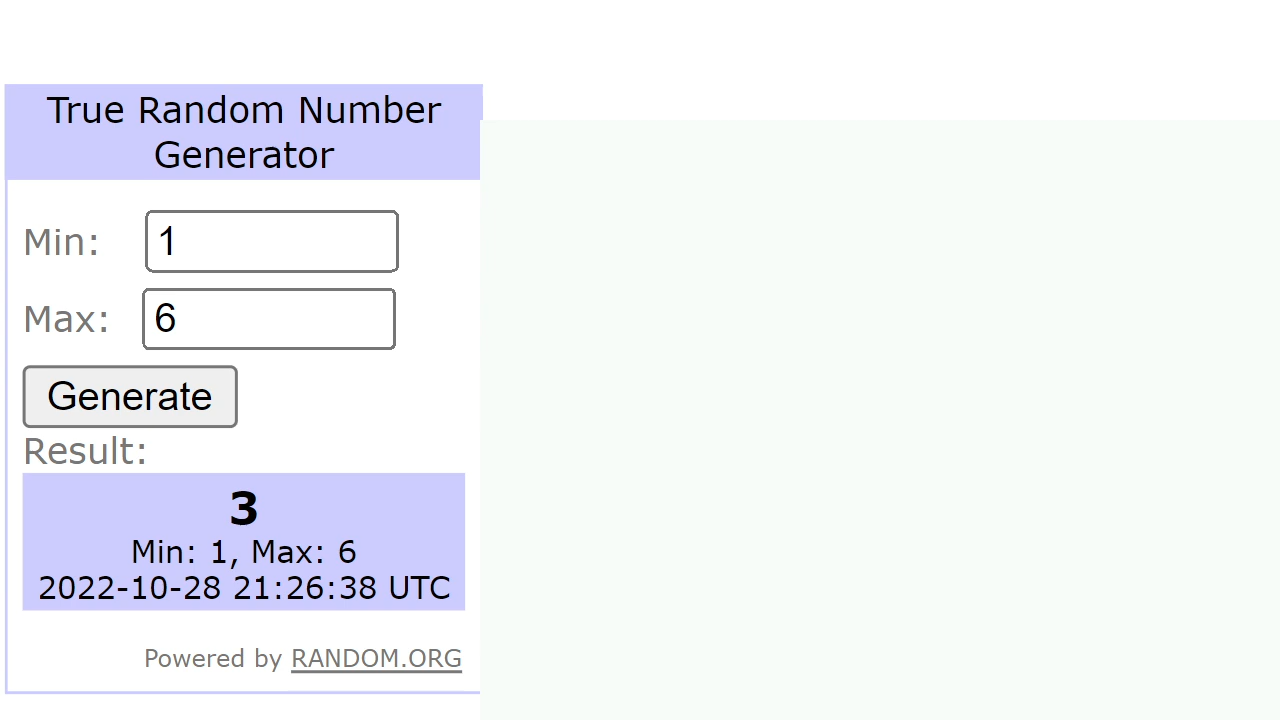 True Random Number
Generator
Min: 1
Max: 6
Generate
Result:
3
Min: 1, Max: 6
2022-10-28 21:26:38 UTC
Powered by RANDOM.ORG